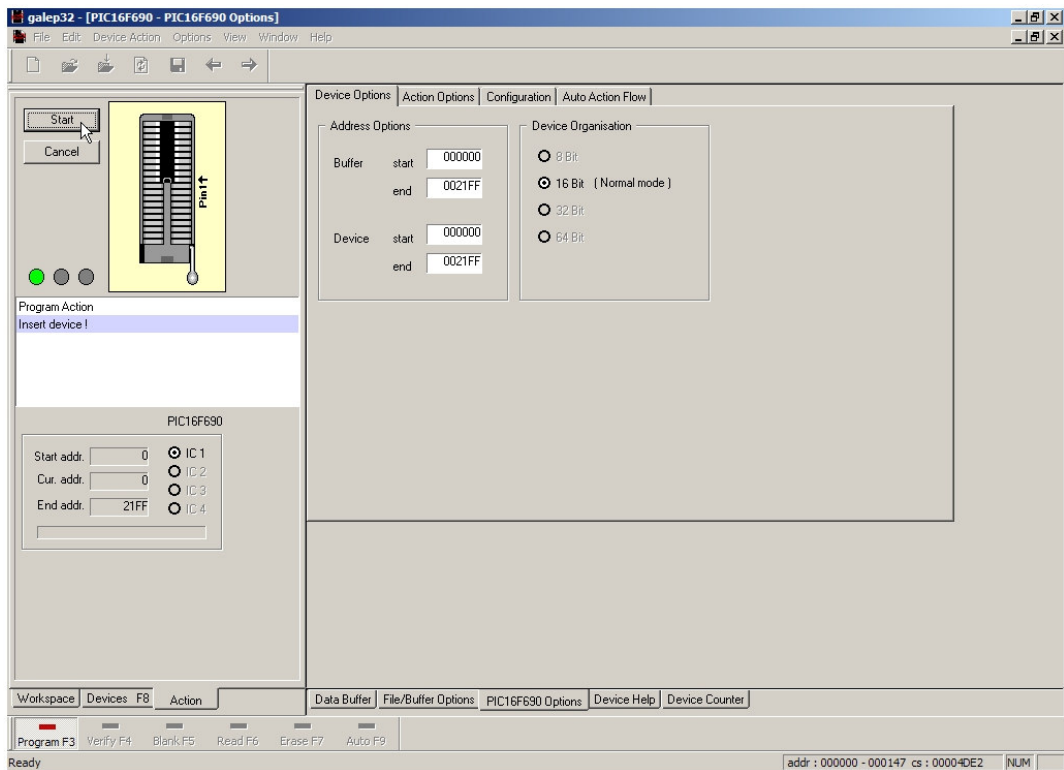 galep32 - [PIC16F690 - PIC16F690 Options]
File Edit Device Action Options View Window Help
Start
Cancel
Pin1
Program Action
Insert device !
PIC16F690
Start addr. 0
Cur. addr. 0
End addr. 21FF
IC 1
IC 2
IC 3
IC 4
Workspace Devices F8 Action
Device Options Action Options Configuration Auto Action Flow
Address Options
Buffer start 000000
end 0021FF
Device start 000000
end 0021FF
Device Organisation
8 Bit
16 Bit ( Normal mode )
32 Bit
64 Bit
Data Buffer File/Buffer Options PIC16F690 Options Device Help Device Counter
Program F3 Verify F4 Blank F5 Read F6 Erase F7 Auto F9
Ready addr : 000000 - 000147 cs : 00004DE2 NUM